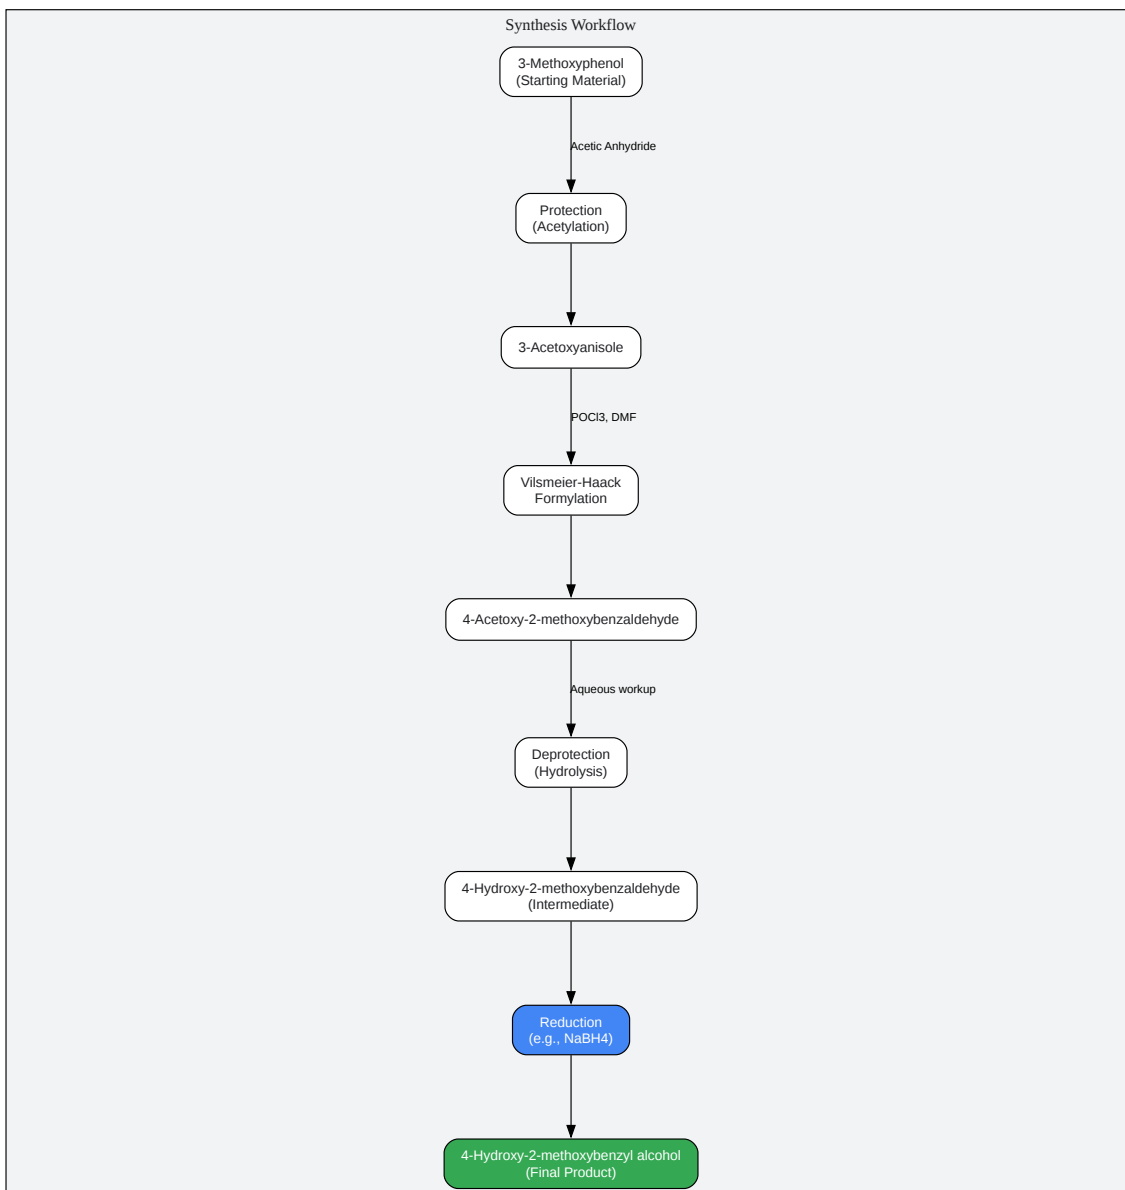 Synthesis Workflow
3-Methoxyphenol
(Starting Material)
Acetic Anhydride
Protection
(Acetylation)
3-Acetoxyanisole
POCl3, DMF
Vilsmeier-Haack
Formylation
4-Acetoxy-2-methoxybenzaldehyde
Aqueous workup
Deprotection
(Hydrolysis)
4-Hydroxy-2-methoxybenzaldehyde
(Intermediate)
Reduction
(e.g., NaBH4)
4-Hydroxy-2-methoxybenzyl alcohol
(Final Product)